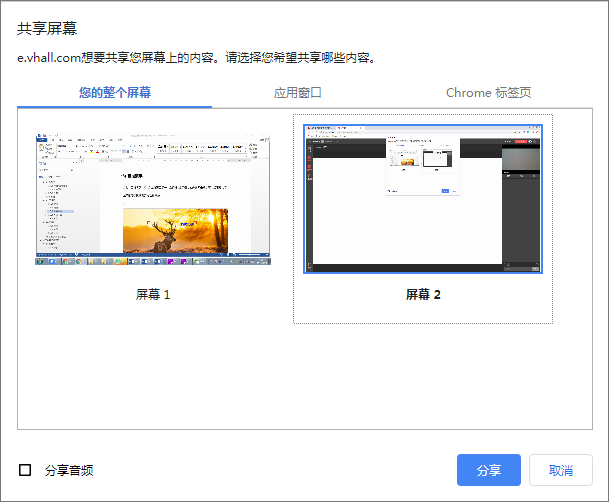 共享屏幕
e.vhall.com想要共享您屏幕上的内容。请选择您希望共享哪些内容。
您的整个屏幕
应用窗口
Chrome 标签页
屏幕 1
屏幕 2
分享音频
分享
取消